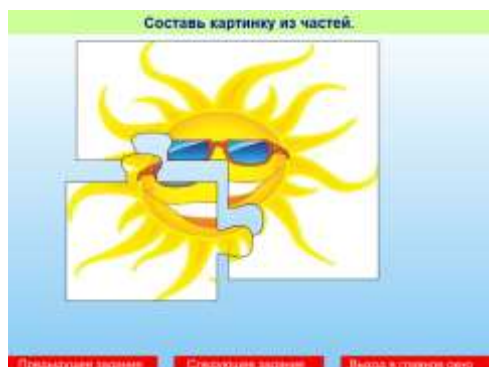 Составь картинку из частей.
Предыдущее задание
Следующее задание
Выход в главное окно